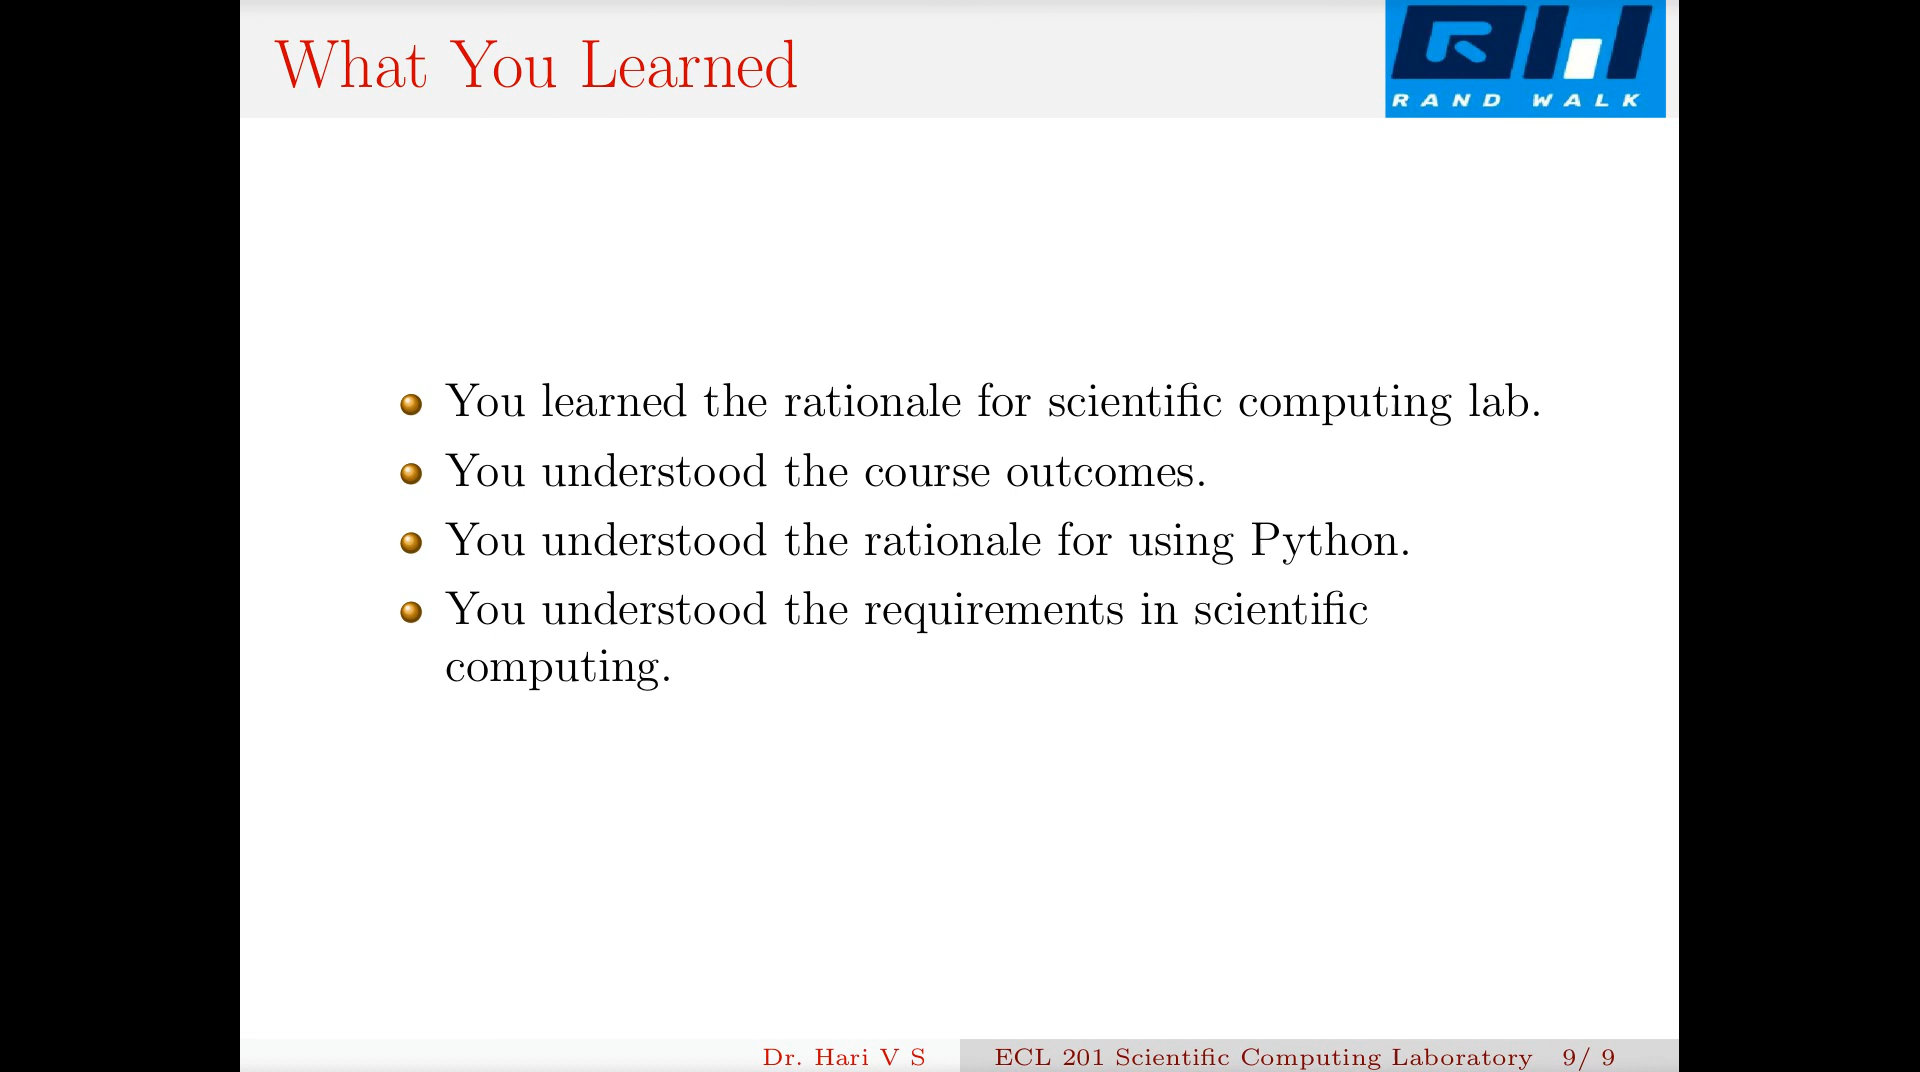 What You Learned
RAND WALK
You learned the rationale for scientific computing lab.
You understood the course outcomes.
You understood the rationale for using Python.
You understood the requirements in scientific
computing.
Dr. Hari V S
ECL 201 Scientific Computing Laboratory 9/ 9